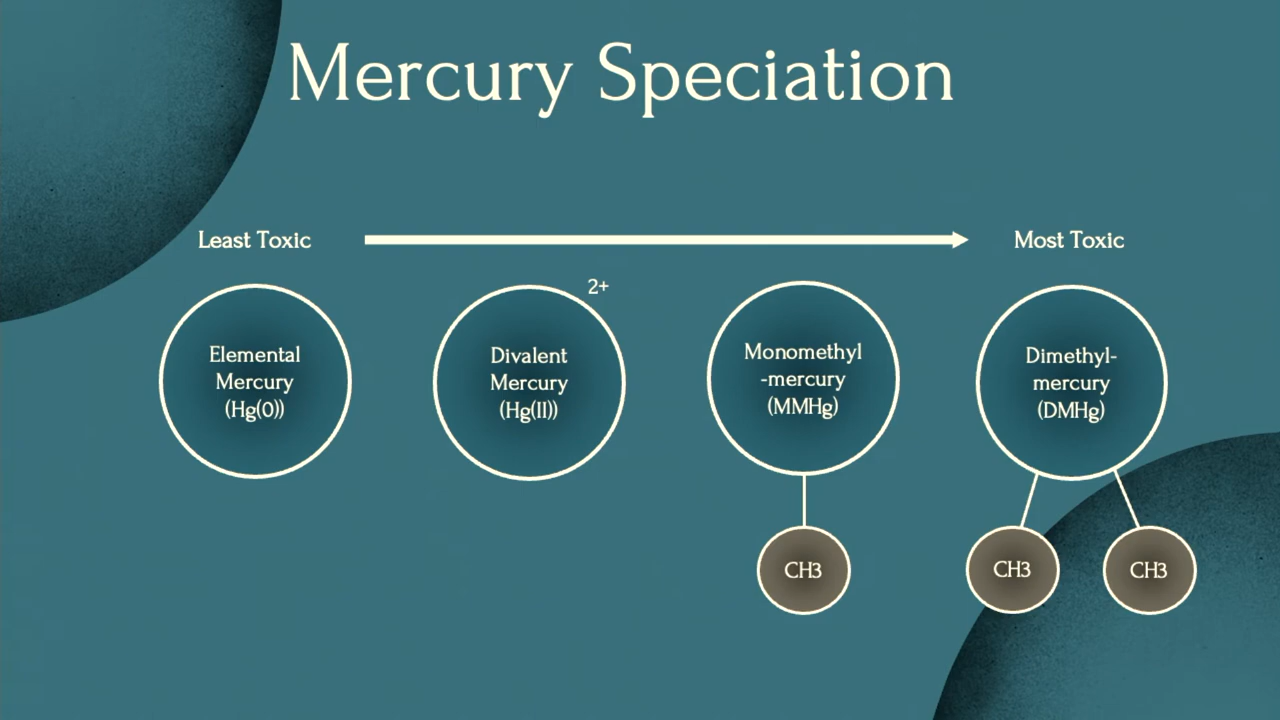 Mercury Speciation
Least Toxic
Most Toxic
Elemental
Mercury
(Hg(0))
2+
Divalent
Mercury
(Hg(II))
Monomethyl
-mercury
(MMHg)
Dimethyl-
mercury
(DMHg)
CH3
CH3
CH3